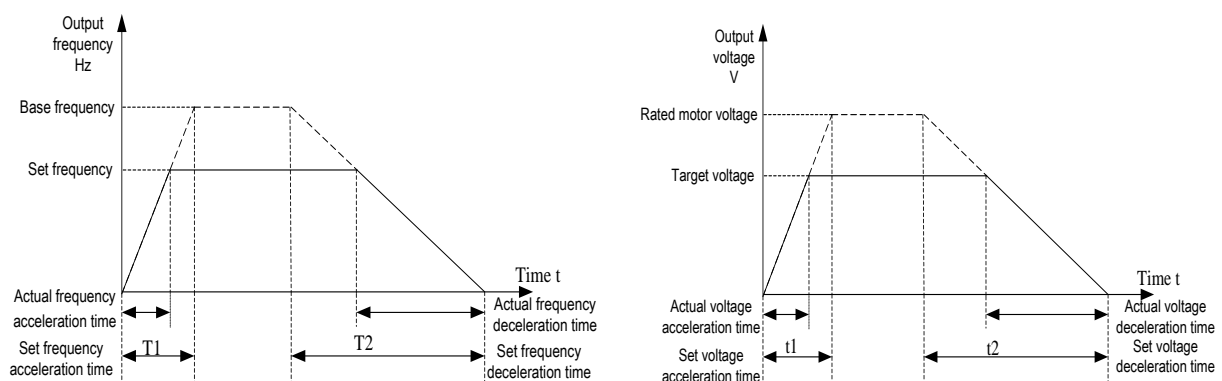 Output
frequency
Hz
Base frequency
Set frequency
Time t
Actual frequency
acceleration time
Actual frequency
deceleration time
Set frequency
acceleration time
T1
T2
Set frequency
deceleration time
Output
voltage
V
Rated motor voltage
Target voltage
Time t
Actual voltage
acceleration time
Actual voltage
deceleration time
Set voltage
acceleration time
t1
t2
Set voltage
deceleration time